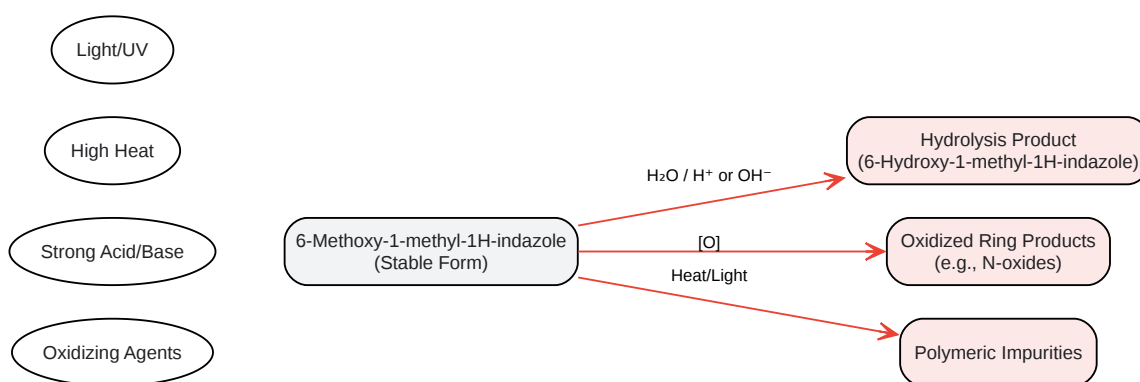 Light/UV
High Heat
Strong Acid/Base
Oxidizing Agents
6-Methoxy-1-methyl-1H-indazole
(Stable Form)
H₂O / H⁺ or OH⁻
[O]
Heat/Light
Hydrolysis Product
(6-Hydroxy-1-methyl-1H-indazole)
Oxidized Ring Products
(e.g., N-oxides)
Polymeric Impurities